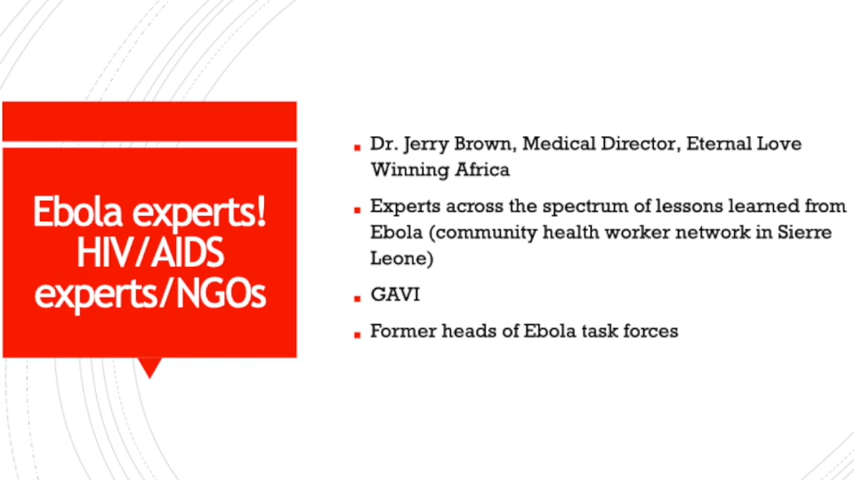 Ebola experts!
HIV/AIDS
experts/NGOs
Dr. Jerry Brown, Medical Director, Eternal Love
Winning Africa
Experts across the spectrum of lessons learned from
Ebola (community health worker network in Sierre
Leone)
GAVI
Former heads of Ebola task forces